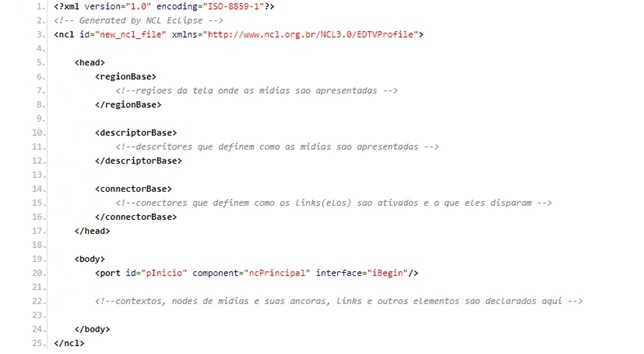 1. <?xml version="1.0" encoding="ISO-8859-1"?>
2. <!-- Generated by NCL Eclipse -->
3. <ncl id="new_ncl_file" xmlns="http://www.ncl.org.br/NCL3.0/EDTVProfile">
4.
5. <head>
6. <regionBase>
7. <!--regioes da tela onde as midias sao apresentadas -->
8. </regionBase>
9.
10. <descriptorBase>
11. <!--descritores que definem como as midias sao apresentadas -->
12. </descriptorBase>
13.
14. <connectorBase>
15. <!--conectores que definem como os links(elos) sao ativados e o que eles disparam -->
16. </connectorBase>
17. </head>
18.
19. <body>
20. <port id="pInicio" component="ncPrincipal" interface="iBegin"/>
21.
22. <!--contextos, nodes de midias e suas ancoras, links e outros elementos sao declarados aqui -->
23.
24. </body>
25. </ncl>